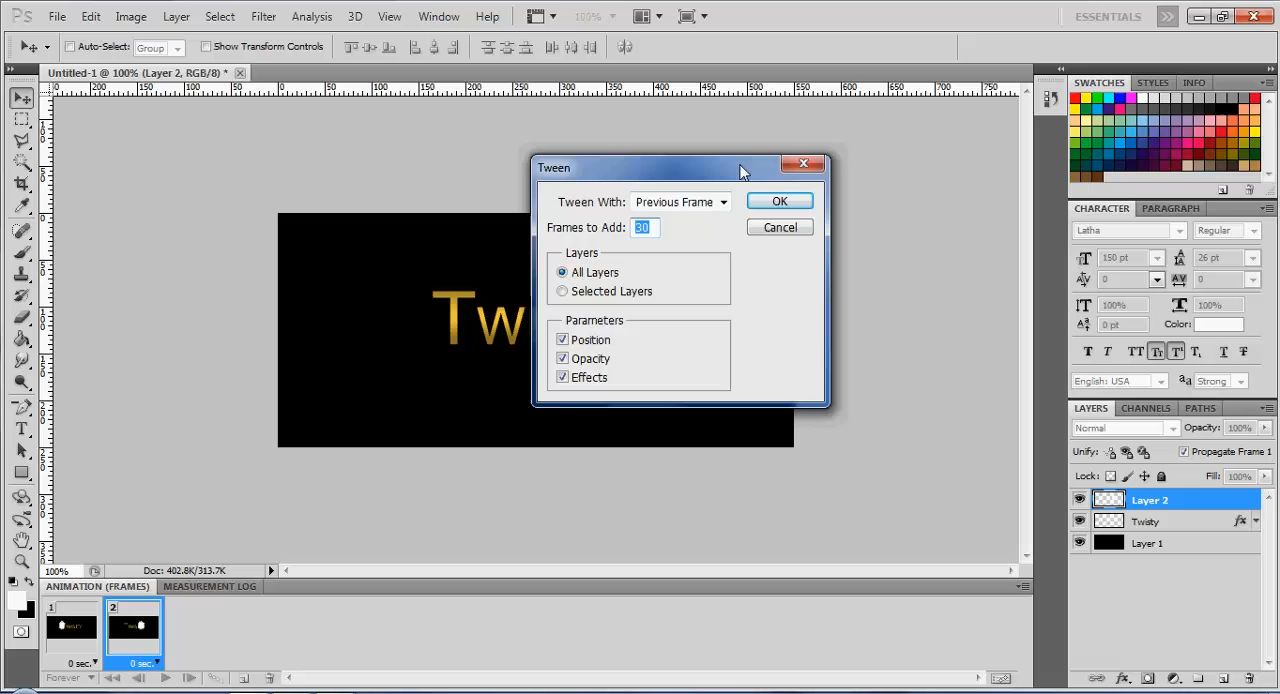 Ps File Edit Image Layer Select Filter Analysis 3D View Window Help 100% ESSENTIALS
Auto-Select: Group Show Transform Controls
Untitled-1 @ 100% (Layer 2, RGB/8) *
SWATCHES STYLES INFO
Tween
Tween With: Previous Frame OK
Frames to Add: 30 Cancel
Layers
All Layers
Selected Layers
Parameters
Position
Opacity
Effects
Tw
CHARACTER PARAGRAPH
Latha Regular
150 pt 26 pt
0 0
100% 100%
0 pt Color:
English: USA Strong
LAYERS CHANNELS PATHS
Normal Opacity: 100%
Unify: Propagate Frame 1
Lock: Fill: 100%
Layer 2
Twisty fx
Layer 1
100% Doc: 402.8K/313.7K
ANIMATION (FRAMES) MEASUREMENT LOG
1 2
0 sec. 0 sec.
Forever